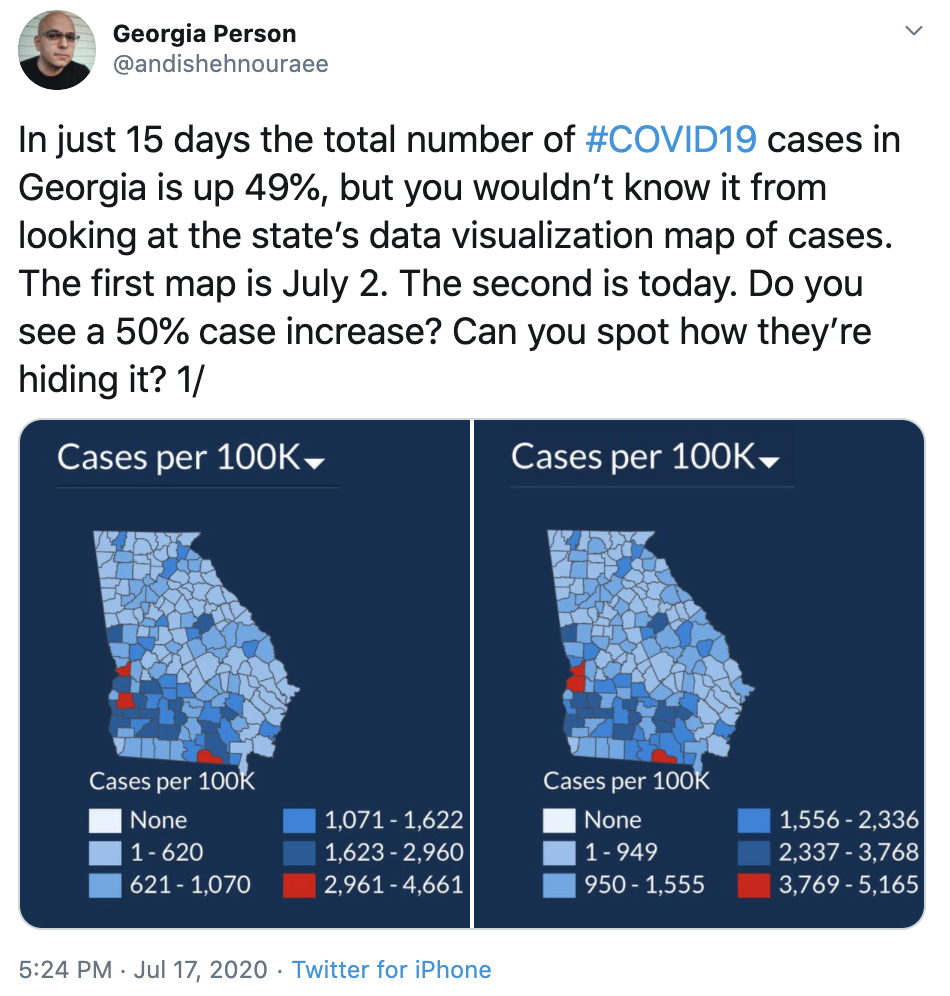 Georgia Person
@andishehnouraee
In just 15 days the total number of #COVID19 cases in
Georgia is up 49%, but you wouldn’t know it from
looking at the state’s data visualization map of cases.
The first map is July 2. The second is today. Do you
see a 50% case increase? Can you spot how they’re
hiding it? 1/
Cases per 100K
Cases per 100K
None
1 - 620
621 - 1,070
1,071 - 1,622
1,623 - 2,960
2,961 - 4,661
Cases per 100K
Cases per 100K
None
1 - 949
950 - 1,555
1,556 - 2,336
2,337 - 3,768
3,769 - 5,165
5:24 PM · Jul 17, 2020 · Twitter for iPhone